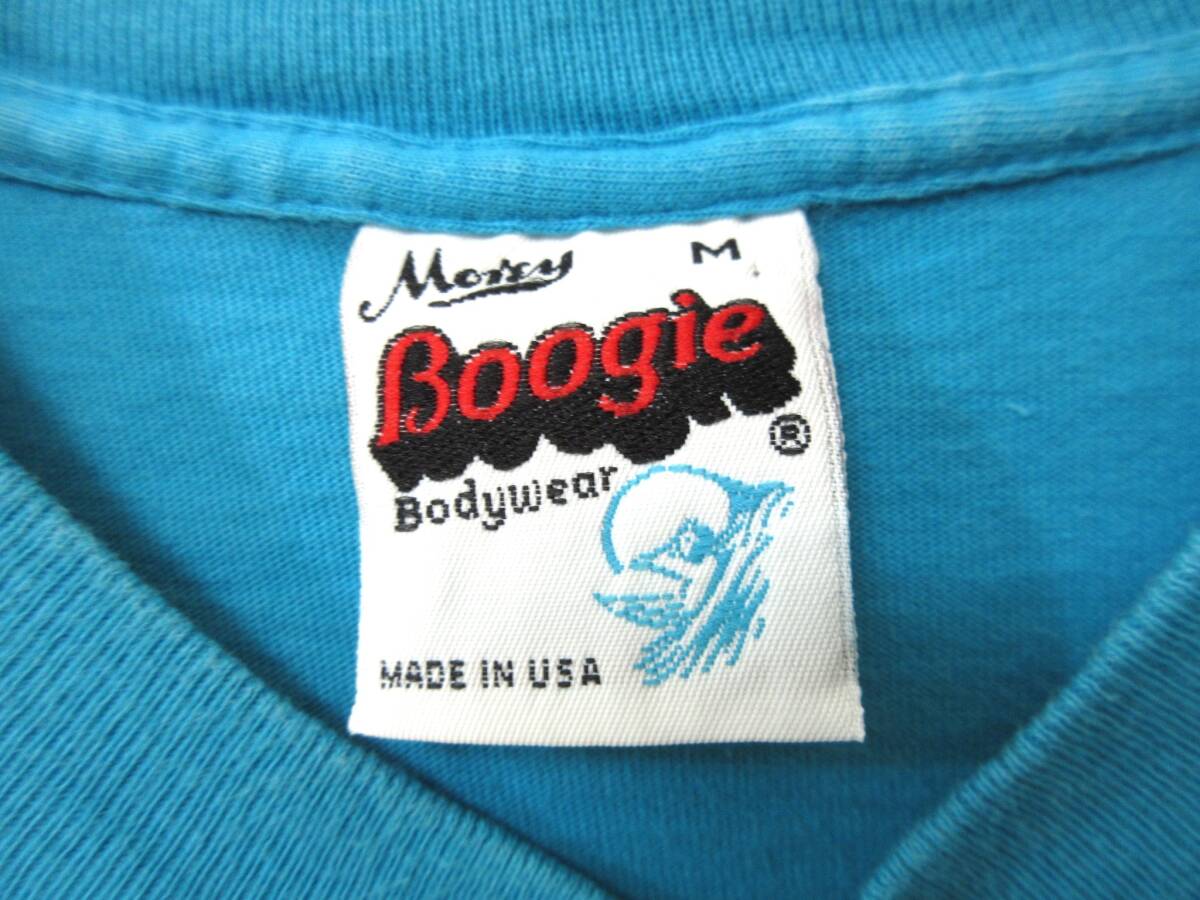 Morey M
Boogie ®
Bodywear
MADE IN USA